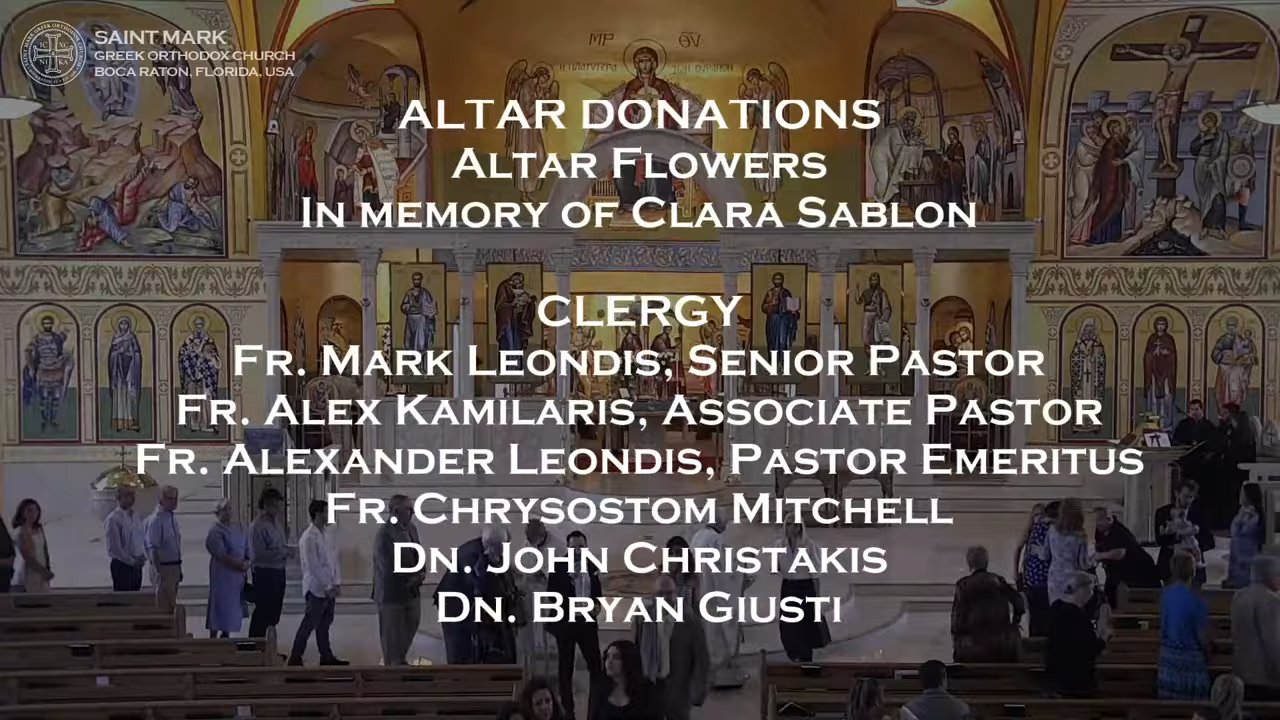 SAINT MARK
GREEK ORTHODOX CHURCH
BOCA RATON, FLORIDA, USA
ΜΡ ΘΥ
ALTAR DONATIONS
ALTAR FLOWERS
IN MEMORY OF CLARA SABLON
CLERGY
FR. MARK LEONDIS, SENIOR PASTOR
FR. ALEX KAMILARIS, ASSOCIATE PASTOR
FR. ALEXANDER LEONDIS, PASTOR EMERITUS
FR. CHRYSOSTOM MITCHELL
DN. JOHN CHRISTAKIS
DN. BRYAN GIUSTI